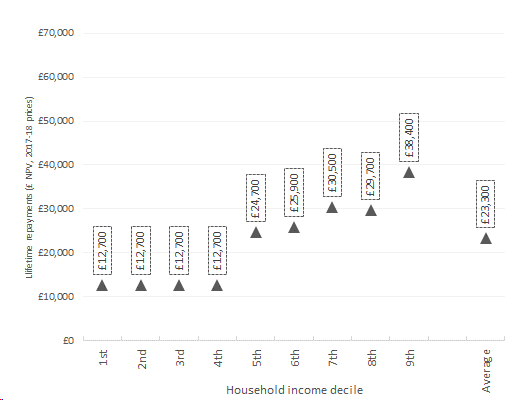 £70,000
£60,000
£50,000
£40,000
£30,000
£20,000
£10,000
£0
Lifetime repayments (£ NPV, 2017-18 prices)
£12,700
£12,700
£12,700
£12,700
£24,700
£25,900
£30,500
£29,700
£38,400
£23,300
1st
2nd
3rd
4th
5th
6th
7th
8th
9th
Average
Household income decile